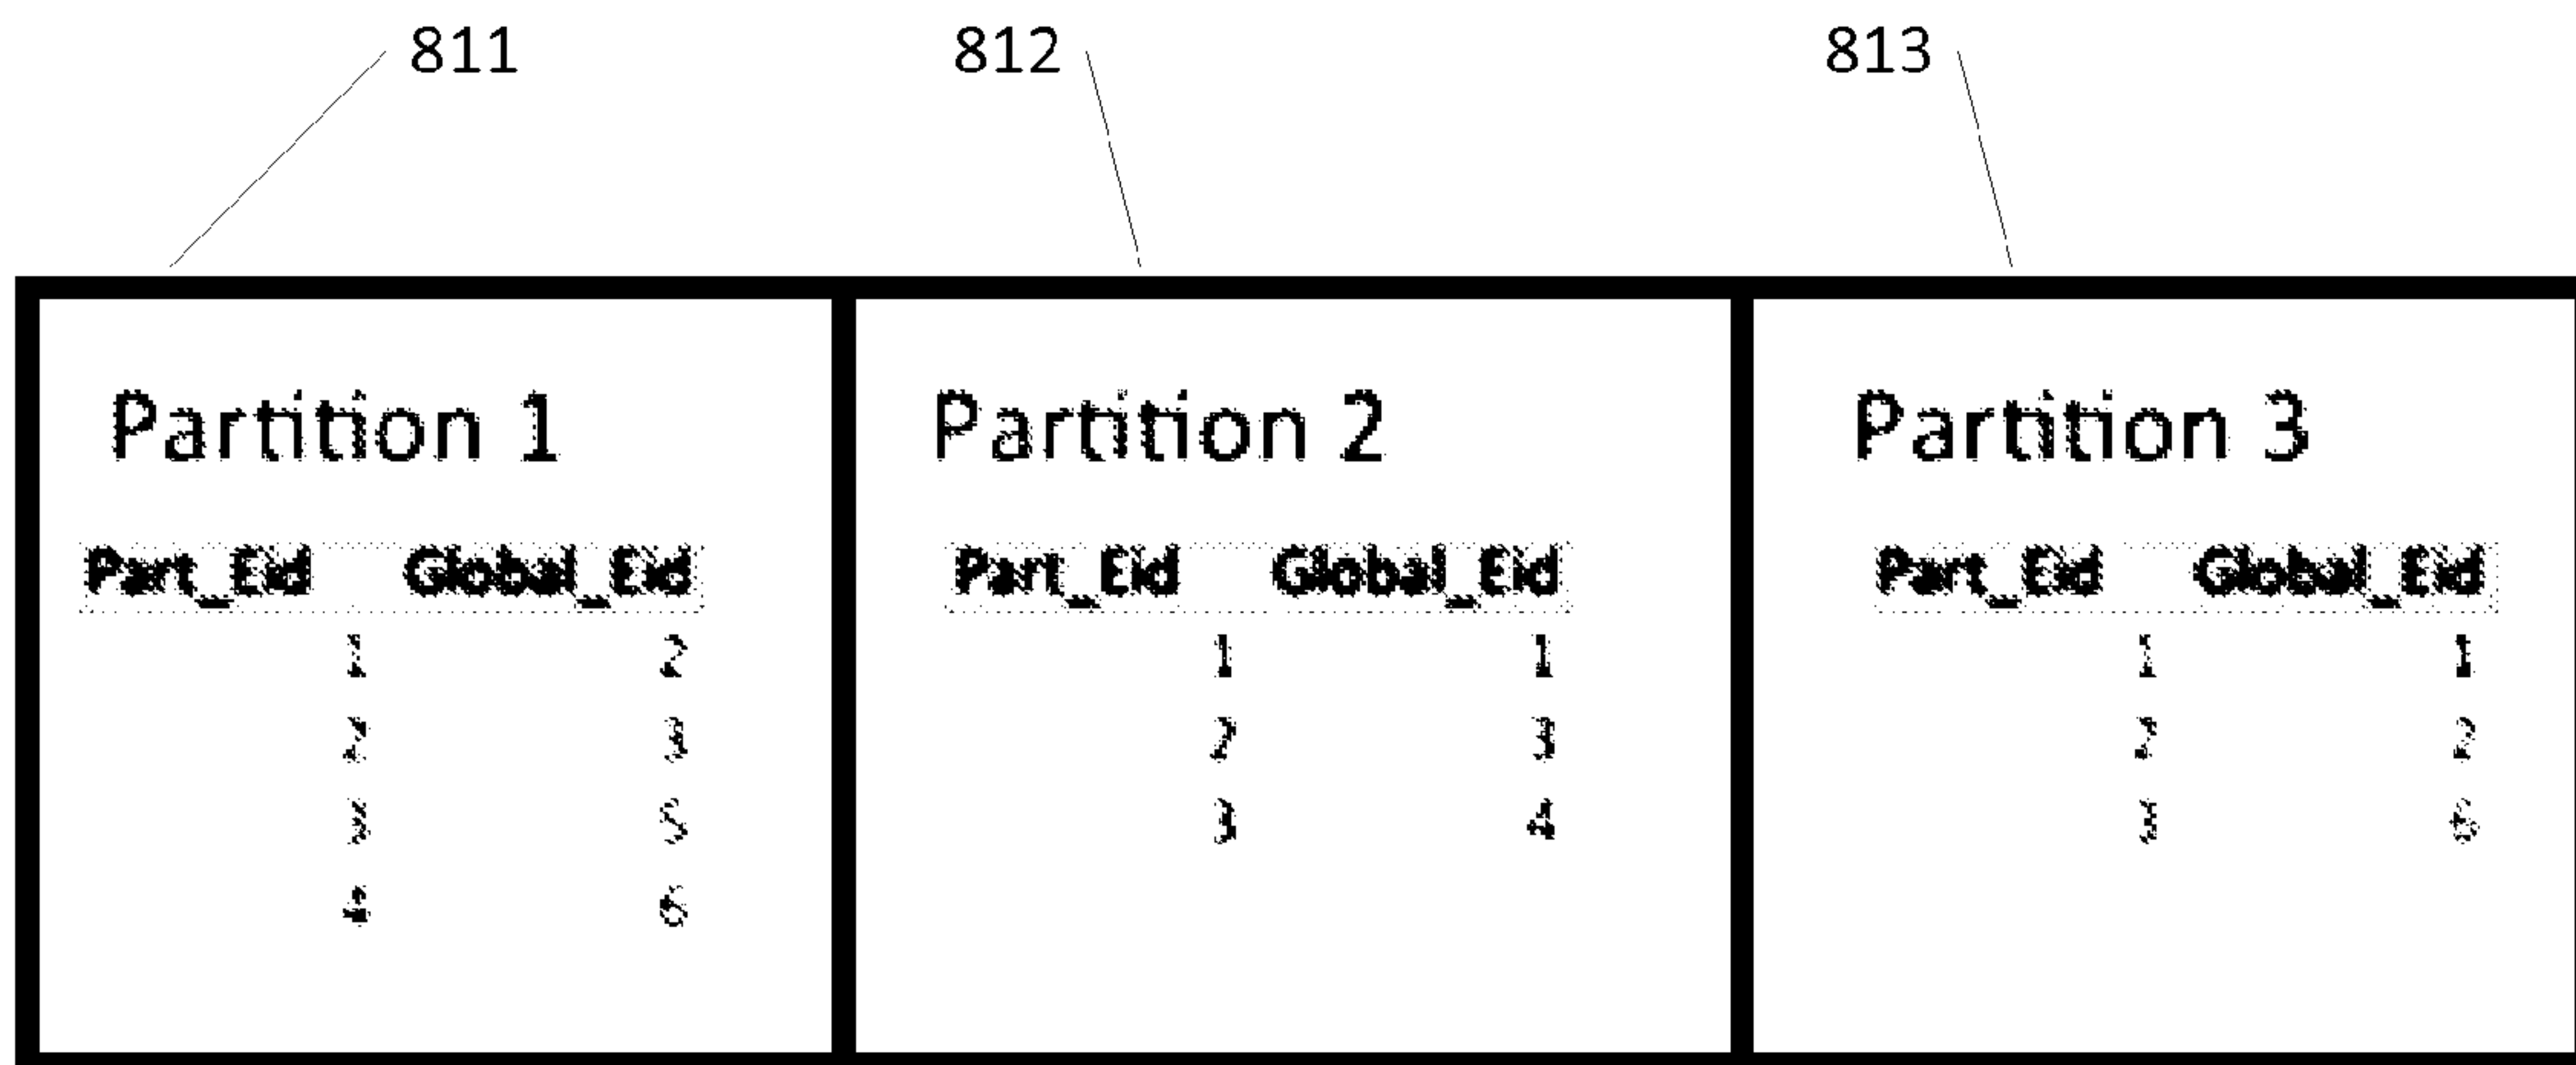 811 812 813
Partition 1 Partition 2 Partition 3
Part_Eid Global_Eid Part_Eid Global_Eid Part_Eid Global_Eid
1 2 1 1 1 1
2 3 2 3 2 2
3 5 3 4 3 6
4 6